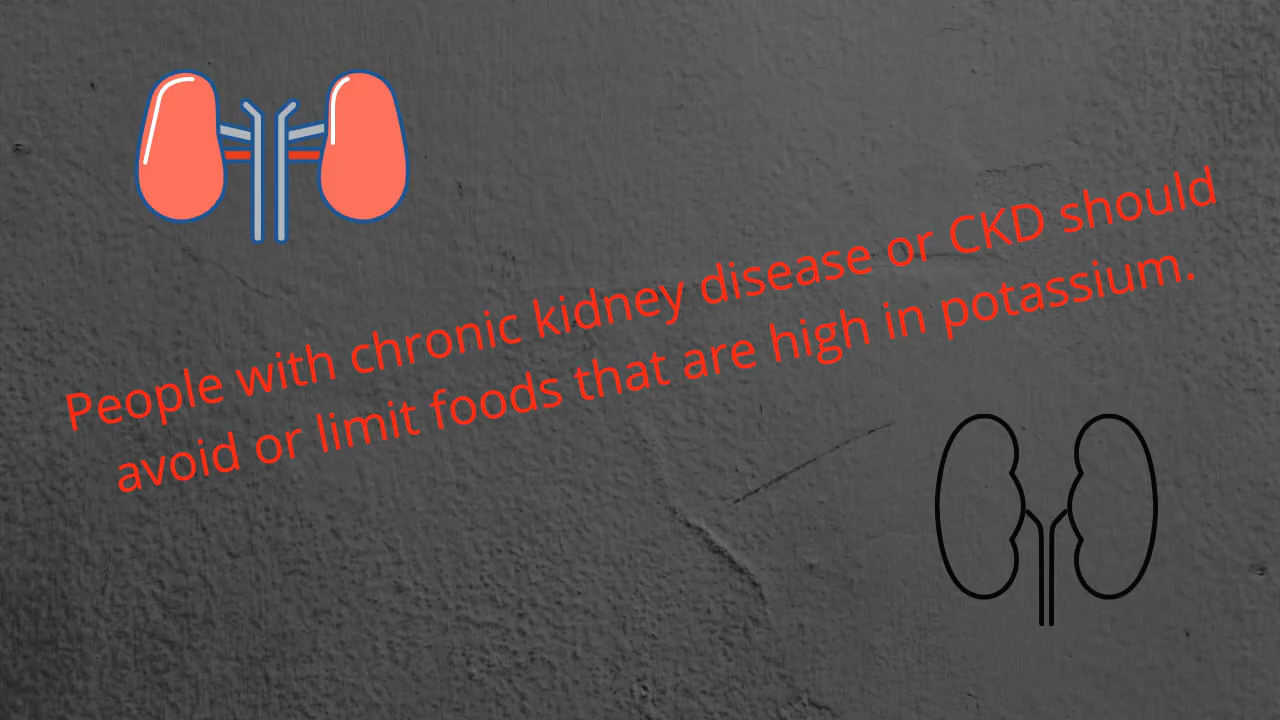 People with chronic kidney disease or CKD should
avoid or limit foods that are high in potassium.